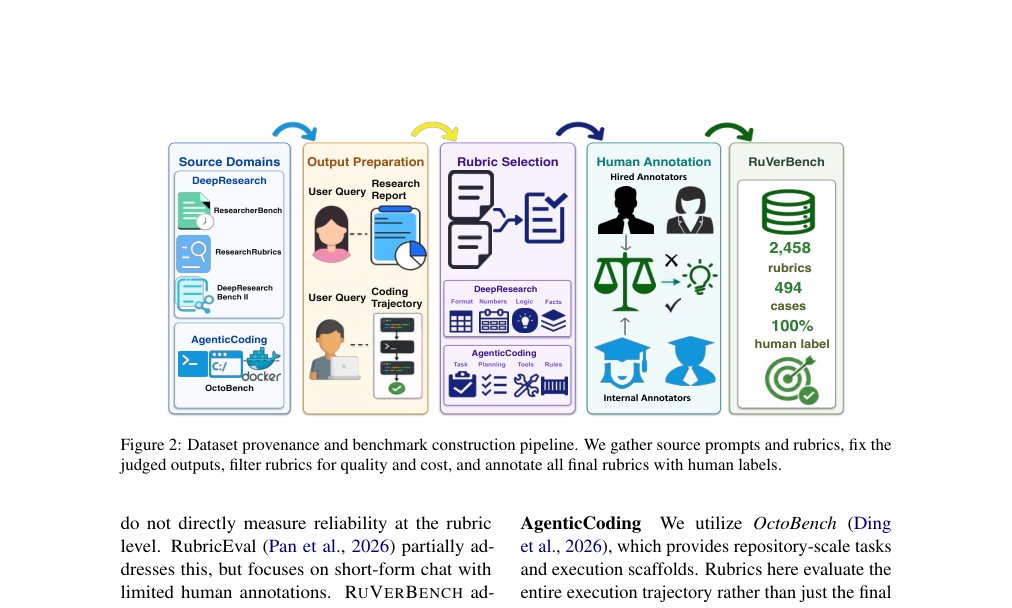 Source Domains
DeepResearch
ResearcherBench
ResearchRubrics
DeepResearch
Bench II
AgenticCoding
>_
C:/
docker
OctoBench
Output Preparation
User Query
Research
Report
User Query
Coding
Trajectory
>_
Rubric Selection
DeepResearch
Format Numbers Logic Facts
AgenticCoding
Task Planning Tools Rules
Human Annotation
Hired Annotators
Internal Annotators
RuVerBench
2,458
rubrics
494
cases
100%
human label
Figure 2: Dataset provenance and benchmark construction pipeline. We gather source prompts and rubrics, fix the
judged outputs, filter rubrics for quality and cost, and annotate all final rubrics with human labels.
do not directly measure reliability at the rubric
level. RubricEval (Pan et al., 2026) partially ad-
dresses this, but focuses on short-form chat with
limited human annotations. RUVERBENCH ad-
AgenticCoding We utilize OctoBench (Ding
et al., 2026), which provides repository-scale tasks
and execution scaffolds. Rubrics here evaluate the
entire execution trajectory rather than just the final